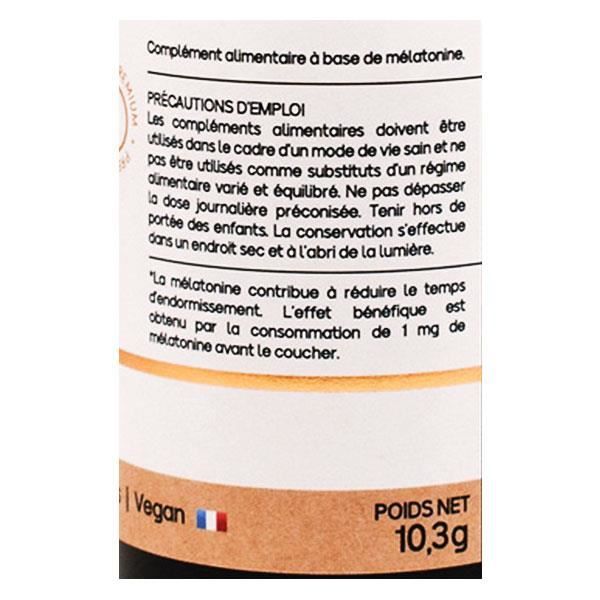 Complément alimentaire à base de mélatonine.
PRÉCAUTIONS D'EMPLOI
Les compléments alimentaires doivent être
utilisés dans le cadre d'un mode de vie sain et ne
pas être utilisés comme substituts d'un régime
alimentaire varié et équilibré. Ne pas dépasser
la dose journalière préconisée. Tenir hors de
portée des enfants. La conservation s'effectue
dans un endroit sec et à l'abri de la lumière.
*La mélatonine contribue à réduire le temps
d'endormissement. L'effet bénéfique est
obtenu par la consommation de 1 mg de
mélatonine avant le coucher.
s | Vegan
POIDS NET
10,3g